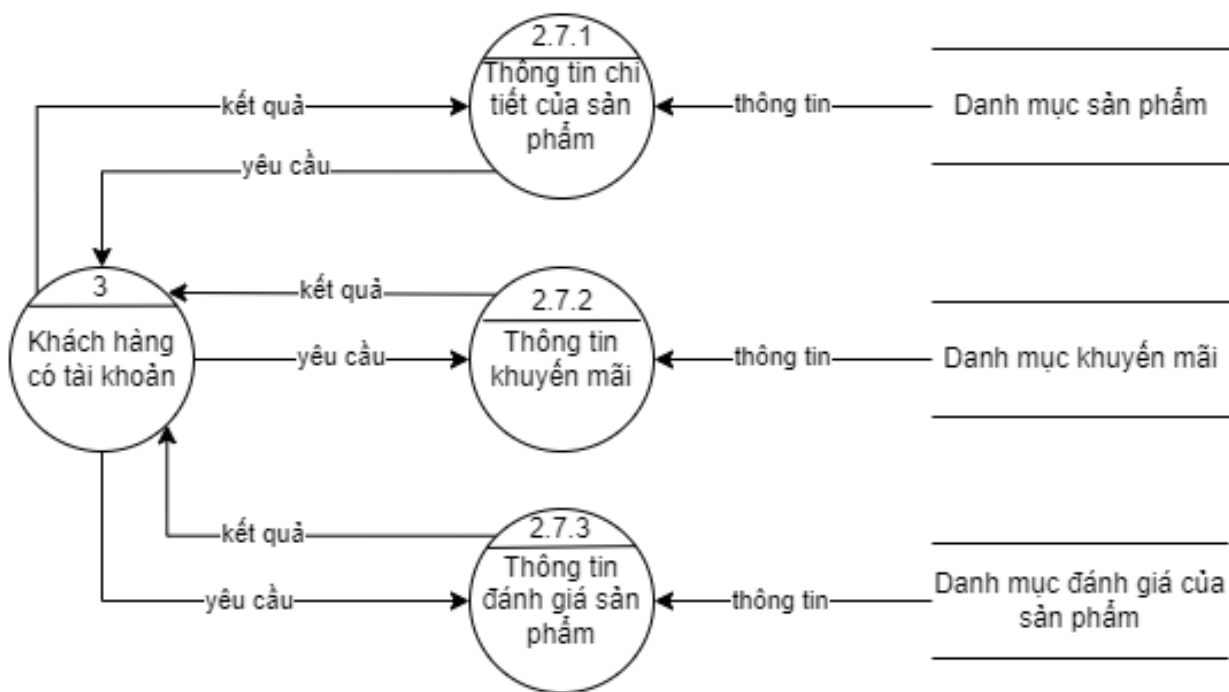 2.7.1
Thông tin chi
tiết của sản
phẩm
kết quả
thông tin
Danh mục sản phẩm
yêu cầu
3
Khách hàng
có tài khoản
kết quả
2.7.2
Thông tin
khuyến mãi
yêu cầu
thông tin
Danh mục khuyến mãi
kết quả
2.7.3
Thông tin
đánh giá sản
phẩm
yêu cầu
thông tin
Danh mục đánh giá của
sản phẩm